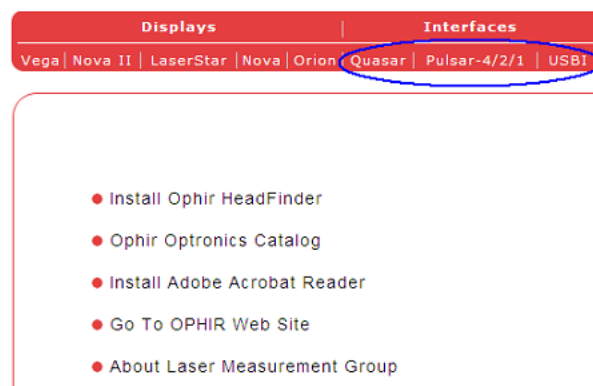 Displays | Interfaces
Vega | Nova II | LaserStar | Nova | Orion | Quasar | Pulsar-4/2/1 | USBI
Install Ophir HeadFinder
Ophir Optronics Catalog
Install Adobe Acrobat Reader
Go To OPHIR Web Site
About Laser Measurement Group